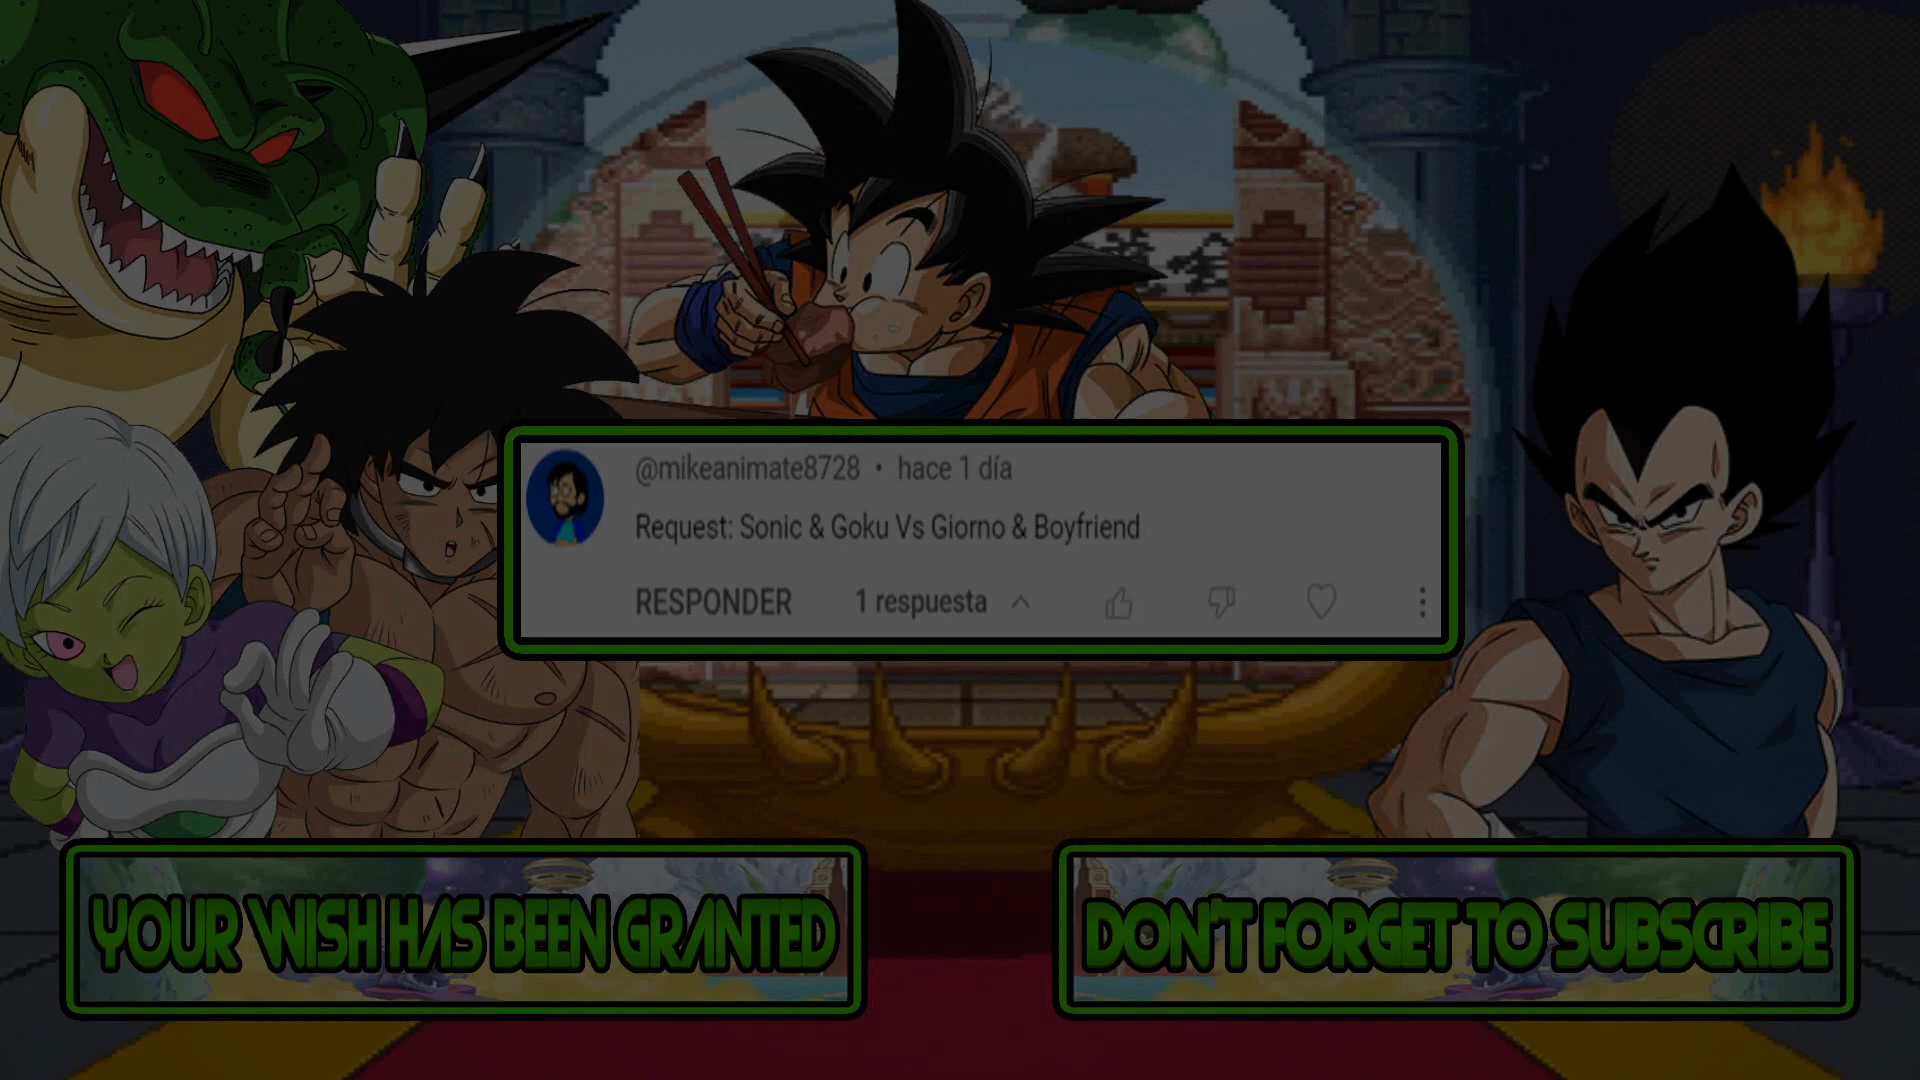 @mikeanimate8728 • hace 1 día
Request: Sonic & Goku Vs Giorno & Boyfriend
RESPONDER 1 respuesta
YOUR WISH HAS BEEN GRANTED
DON'T FORGET TO SUBSCRIBE